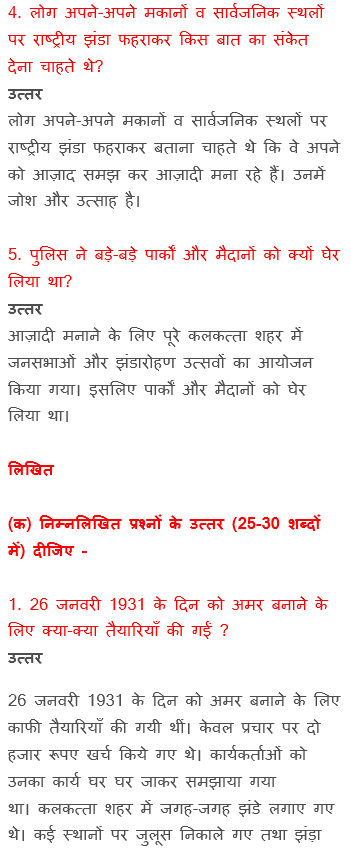 4. लोग अपने-अपने मकानों व सार्वजनिक स्थलों
पर राष्ट्रीय झंडा फहराकर किस बात का संकेत
देना चाहते थे?
उत्तर
लोग अपने-अपने मकानों व सार्वजनिक स्थलों पर
राष्ट्रीय झंडा फहराकर बताना चाहते थे कि वे अपने
को आज़ाद समझ कर आज़ादी मना रहे हैं। उनमें
जोश और उत्साह है।
5. पुलिस ने बड़े-बड़े पार्कों और मैदानों को क्यों घेर
लिया था?
उत्तर
आज़ादी मनाने के लिए पूरे कलकत्ता शहर में
जनसभाओं और झंडारोहण उत्सवों का आयोजन
किया गया। इसलिए पार्कों और मैदानों को घेर
लिया था।
लिखित
(क) निम्नलिखित प्रश्नों के उत्तर (25-30 शब्दों
में) दीजिए -
1. 26 जनवरी 1931 के दिन को अमर बनाने के
लिए क्या-क्या तैयारियाँ की गईं ?
उत्तर
26 जनवरी 1931 के दिन को अमर बनाने के लिए
काफी तैयारियाँ की गयी थीं। केवल प्रचार पर दो
हजार रूपए खर्च किये गए थे। कार्यकर्ताओं को
उनका कार्य घर घर जाकर समझाया गया
था। कलकत्ता शहर में जगह-जगह झंडे लगाए गए
थे। कई स्थानों पर जुलूस निकाले गए तथा झंड़ा